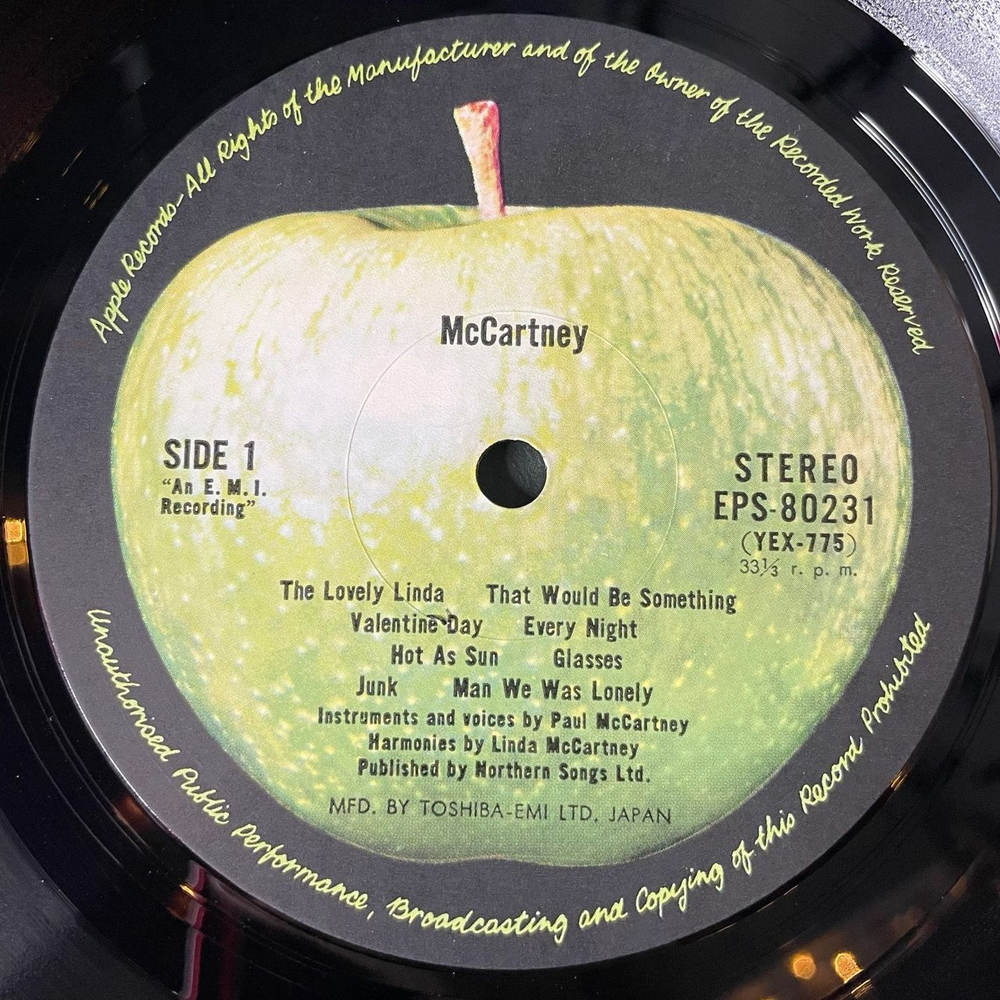 Apple Records-All Rights of the Manufacturer and of the Owner of the Recorded Work Reserved
McCartney
SIDE 1
"An E. M. I.
Recording"
STEREO
EPS-80231
(YEX-775)
33⅓ r. p. m.
The Lovely Linda That Would Be Something
Valentine Day Every Night
Hot As Sun Glasses
Junk Man We Was Lonely
Instruments and voices by Paul McCartney
Harmonies by Linda McCartney
Published by Northern Songs Ltd.
MFD. BY TOSHIBA-EMI LTD. JAPAN
Unauthorised Public Performance, Broadcasting and Copying of this Record Prohibited